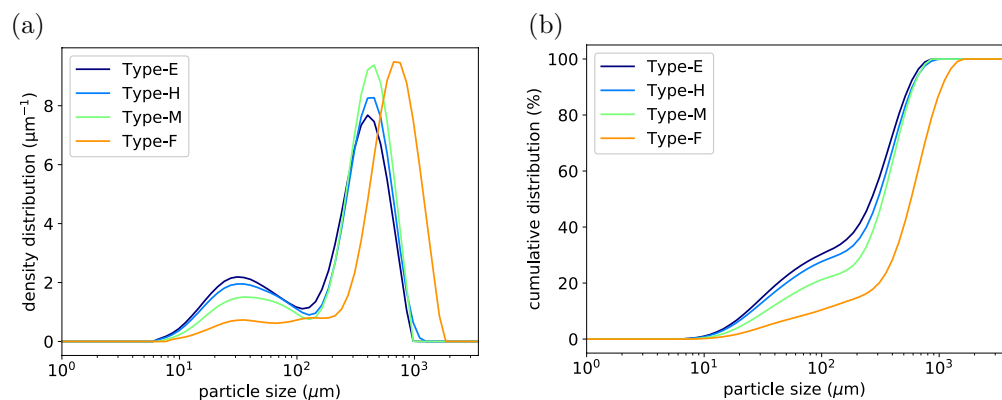 (a)
Type-E
Type-H
Type-M
Type-F
density distribution (μm⁻¹)
0
2
4
6
8
10⁰
10¹
10²
10³
particle size (μm)
(b)
Type-E
Type-H
Type-M
Type-F
cumulative distribution (%)
100
80
60
40
20
0
10⁰
10¹
10²
10³
particle size (μm)